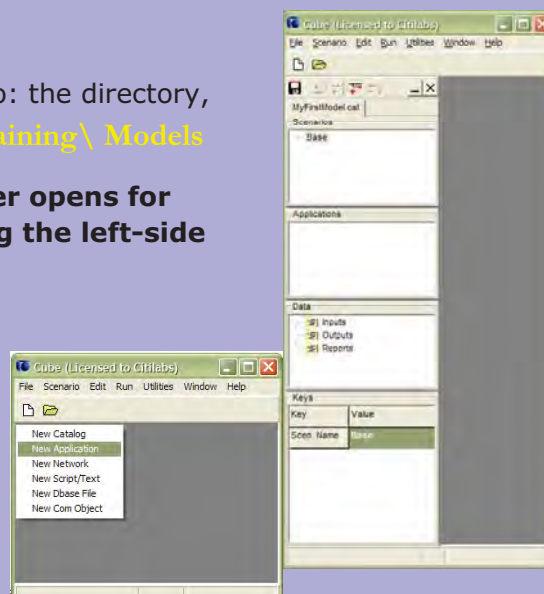 o: the directory,
aining\ Models
er opens for
g the left-side
Cube (Licensed to Citilabs)
File Scenario Edit Run Utilities Window Help
MyFirstModel.cat
Scenarios
Base
Applications
Data
Inputs
Outputs
Reports
Keys
Key Value
Scen Name Base
Cube (Licensed to Citilabs)
File Scenario Edit Run Utilities Window Help
New Catalog
New Application
New Network
New Script/Text
New Dbase File
New Com Object